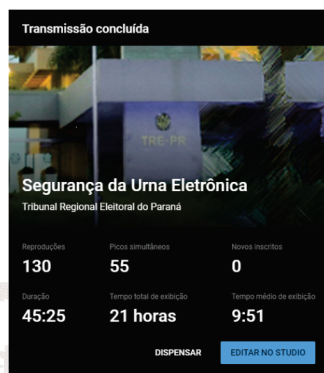 Transmissão concluída
TRE-PR
Segurança da Urna Eletrônica
Tribunal Regional Eleitoral do Paraná
Reproduções Picos simultâneos Novos inscritos
130 55 0
Duração Tempo total de exibição Tempo médio de exibição
45:25 21 horas 9:51
DISPENSAR EDITAR NO STUDIO